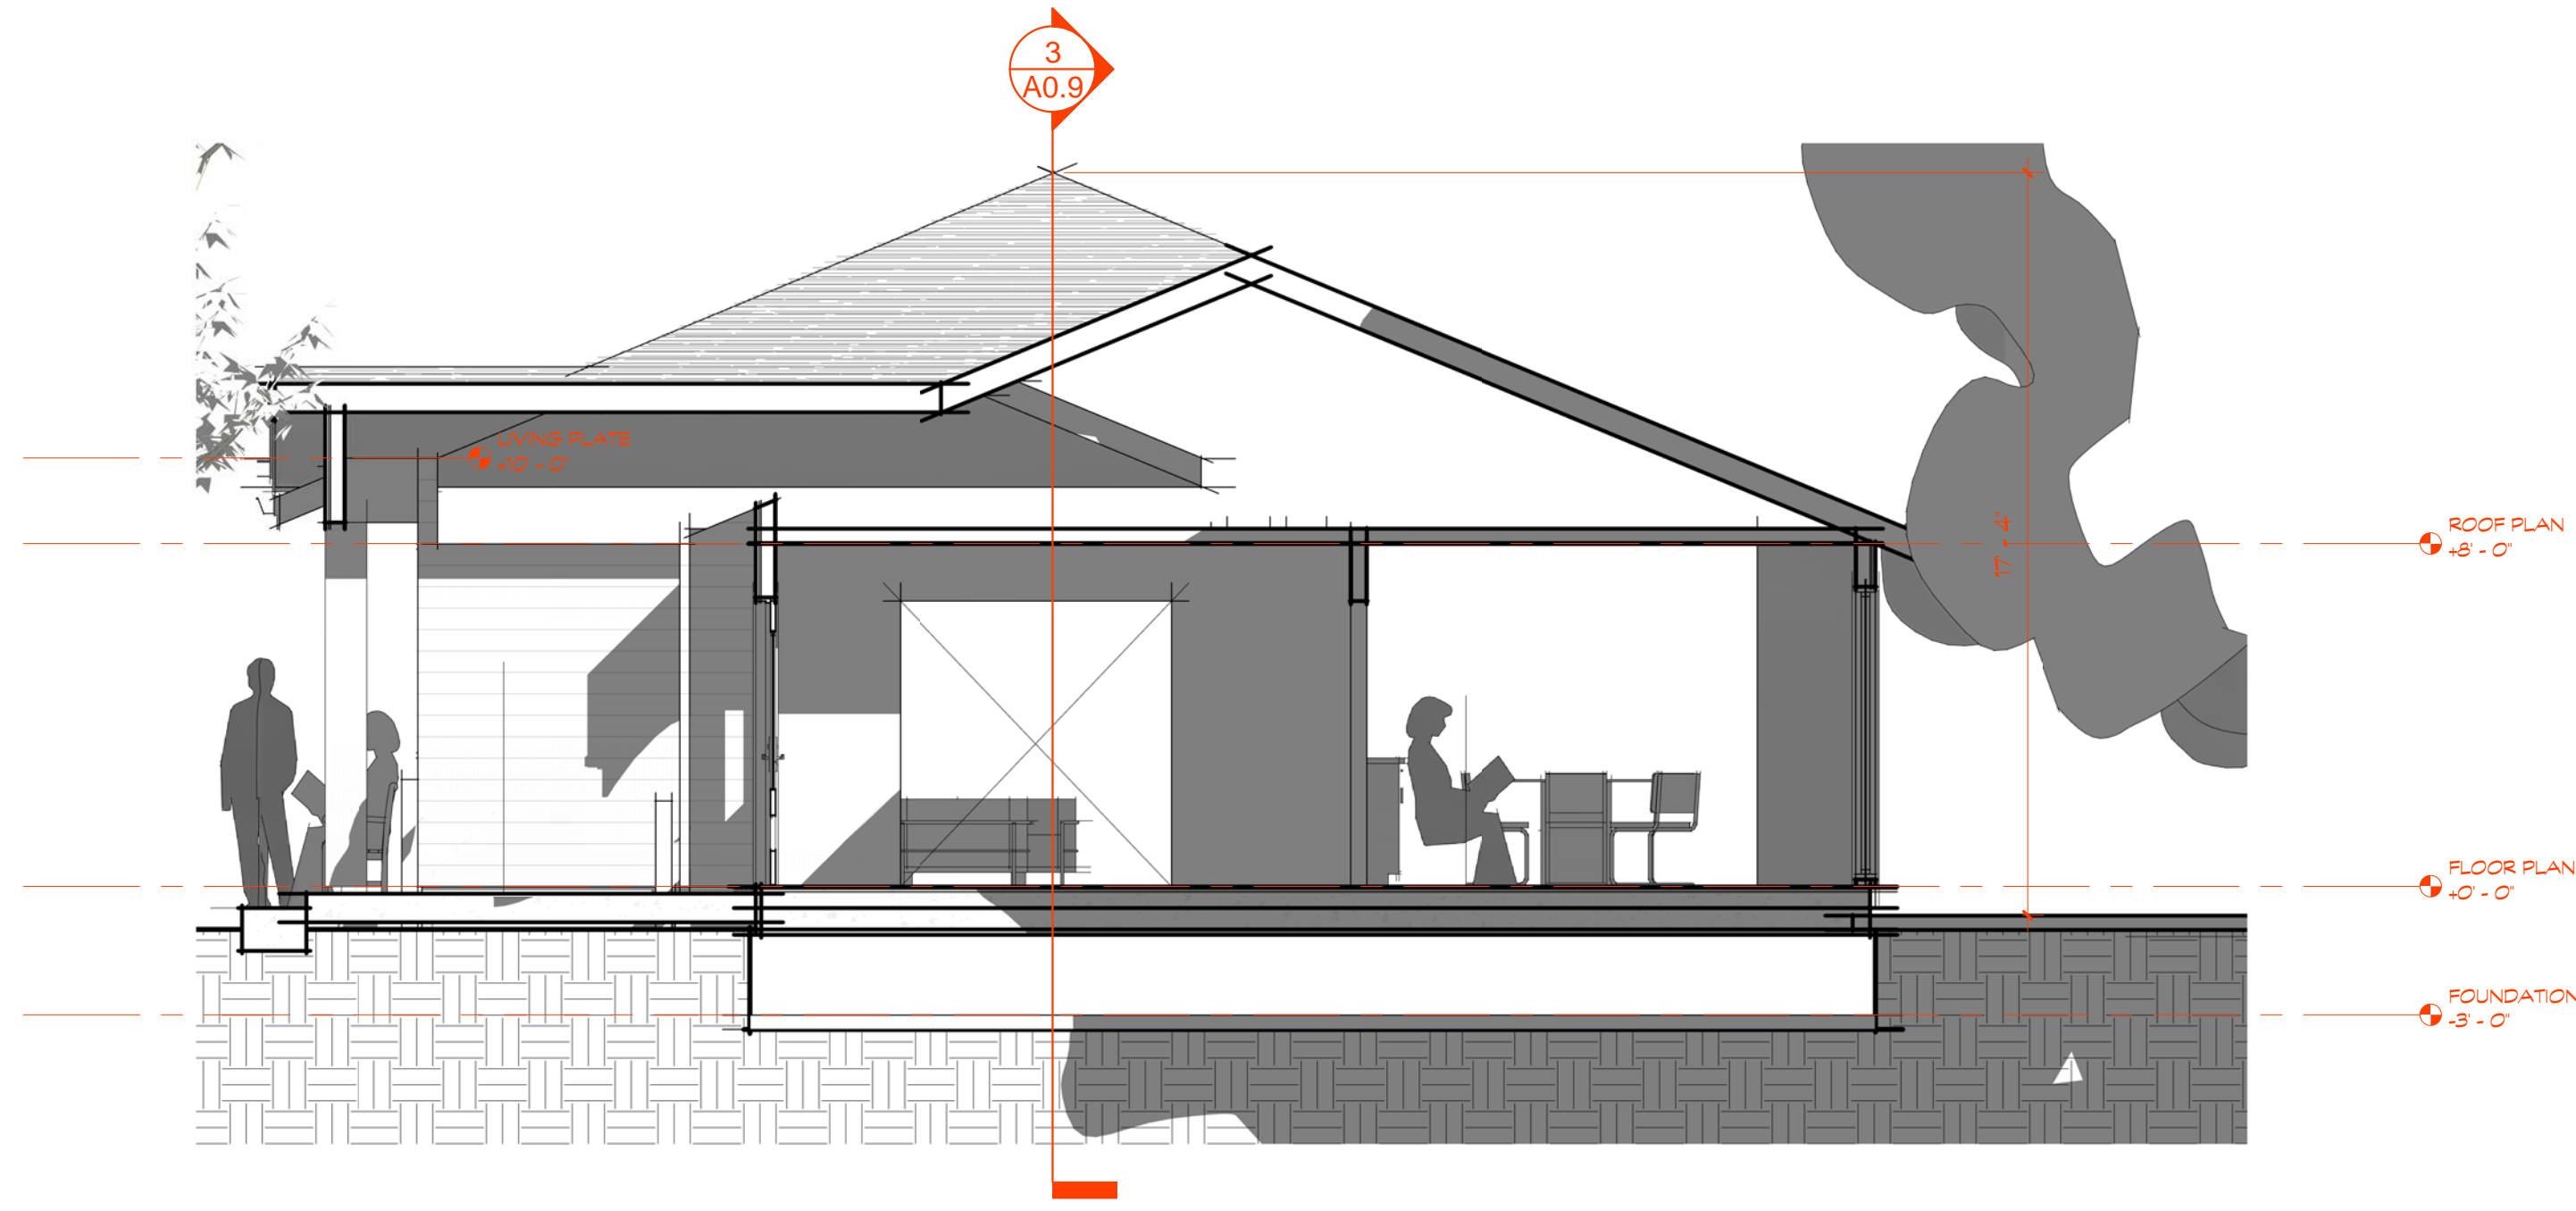 3
A0.9
LIVING PLATE
+10' - 0"
17' - 4"
ROOF PLAN
+8' - 0"
FLOOR PLAN
+0' - 0"
FOUNDATION
-3' - 0"